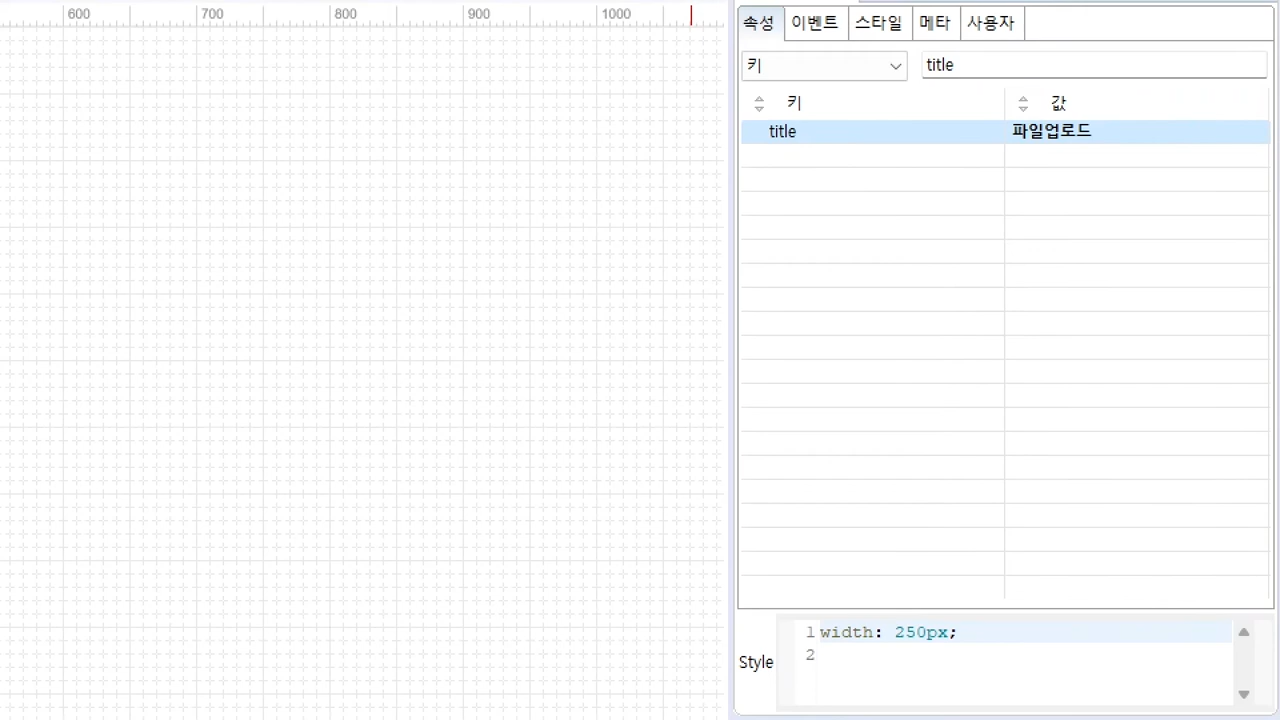 600 700 800 900 1000
속성 이벤트 스타일 메타 사용자
키 title
키 값
title 파일업로드
1 width: 250px;
2
Style